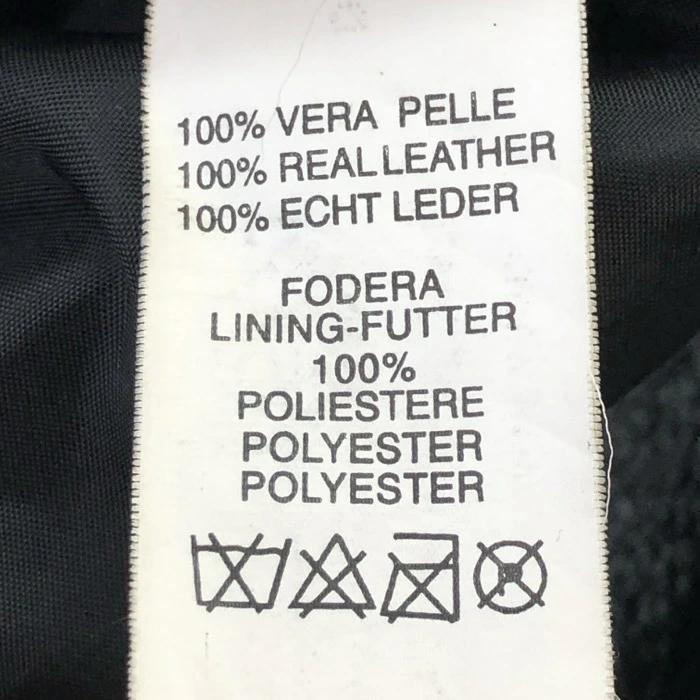 100% VERA PELLE
100% REAL LEATHER
100% ECHT LEDER
FODERA
LINING-FUTTER
100%
POLIESTERE
POLYESTER
POLYESTER